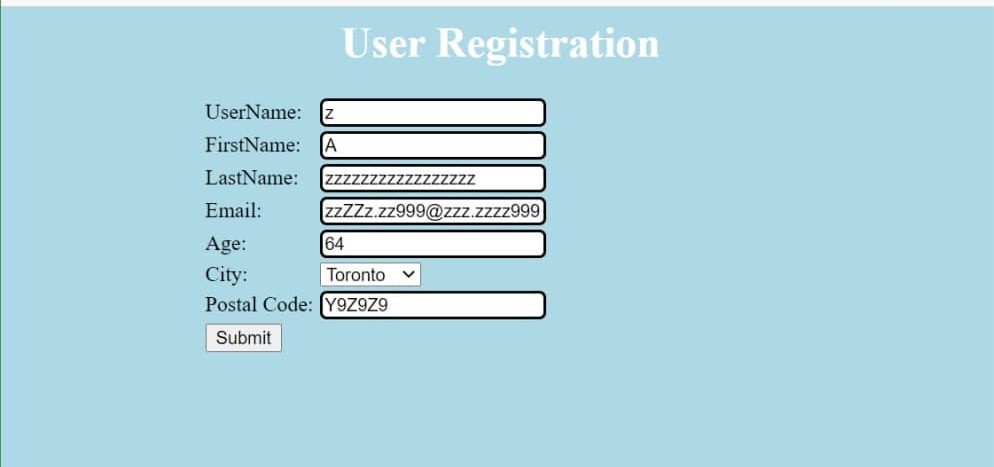 User Registration
UserName: z
FirstName: A
LastName: zzzzzzzzzzzzzzzzz
Email: zzZZz.zz999@zzz.zzzz999
Age: 64
City: Toronto
Postal Code: Y9Z9Z9
Submit